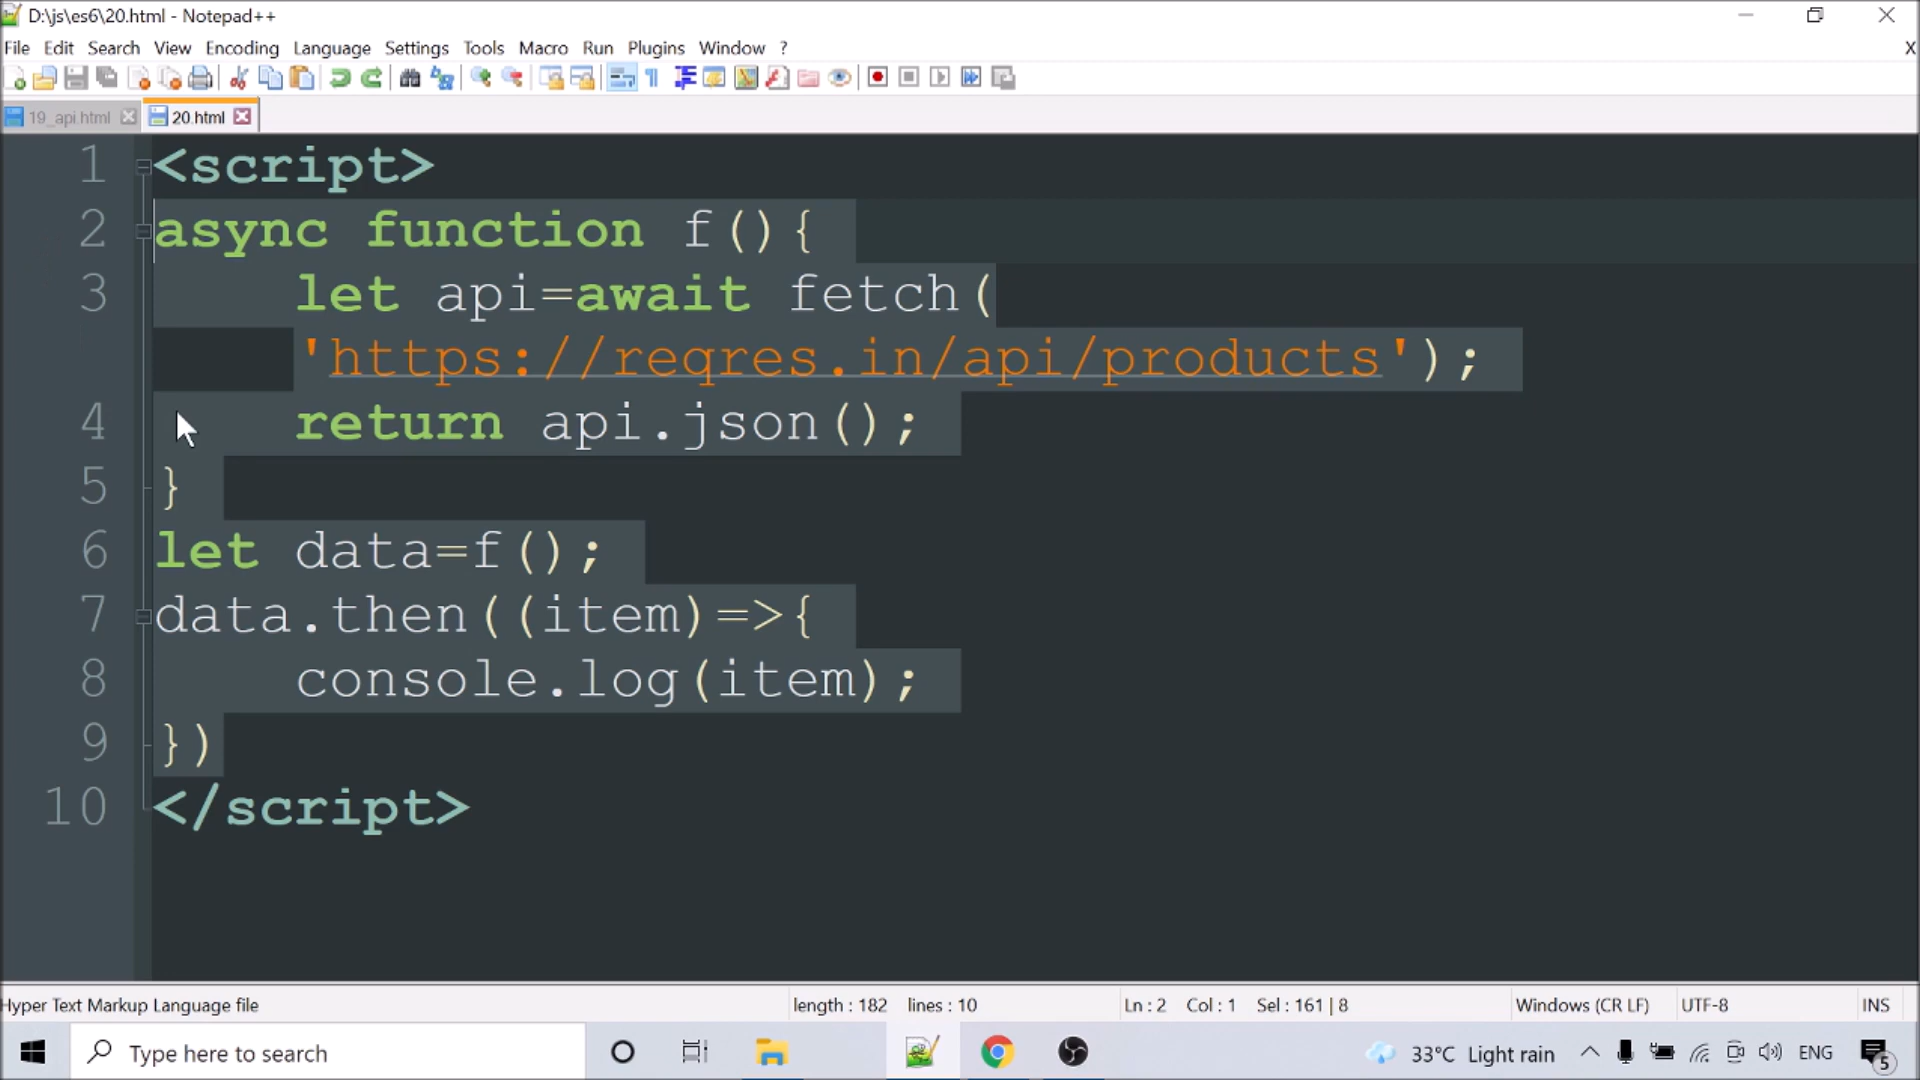 D:\js\es6\20.html - Notepad++
File Edit Search View Encoding Language Settings Tools Macro Run Plugins Window ? X
19_api.html 20.html
1 <script>
2 async function f(){
3 let api=await fetch(
'https://reqres.in/api/products');
4 return api.json();
5 }
6 let data=f();
7 data.then((item)=>{
8 console.log(item);
9 })
10 </script>
Hyper Text Markup Language file length : 182 lines : 10 Ln : 2 Col : 1 Sel : 161 | 8 Windows (CR LF) UTF-8 INS
Type here to search 33°C Light rain ENG 5